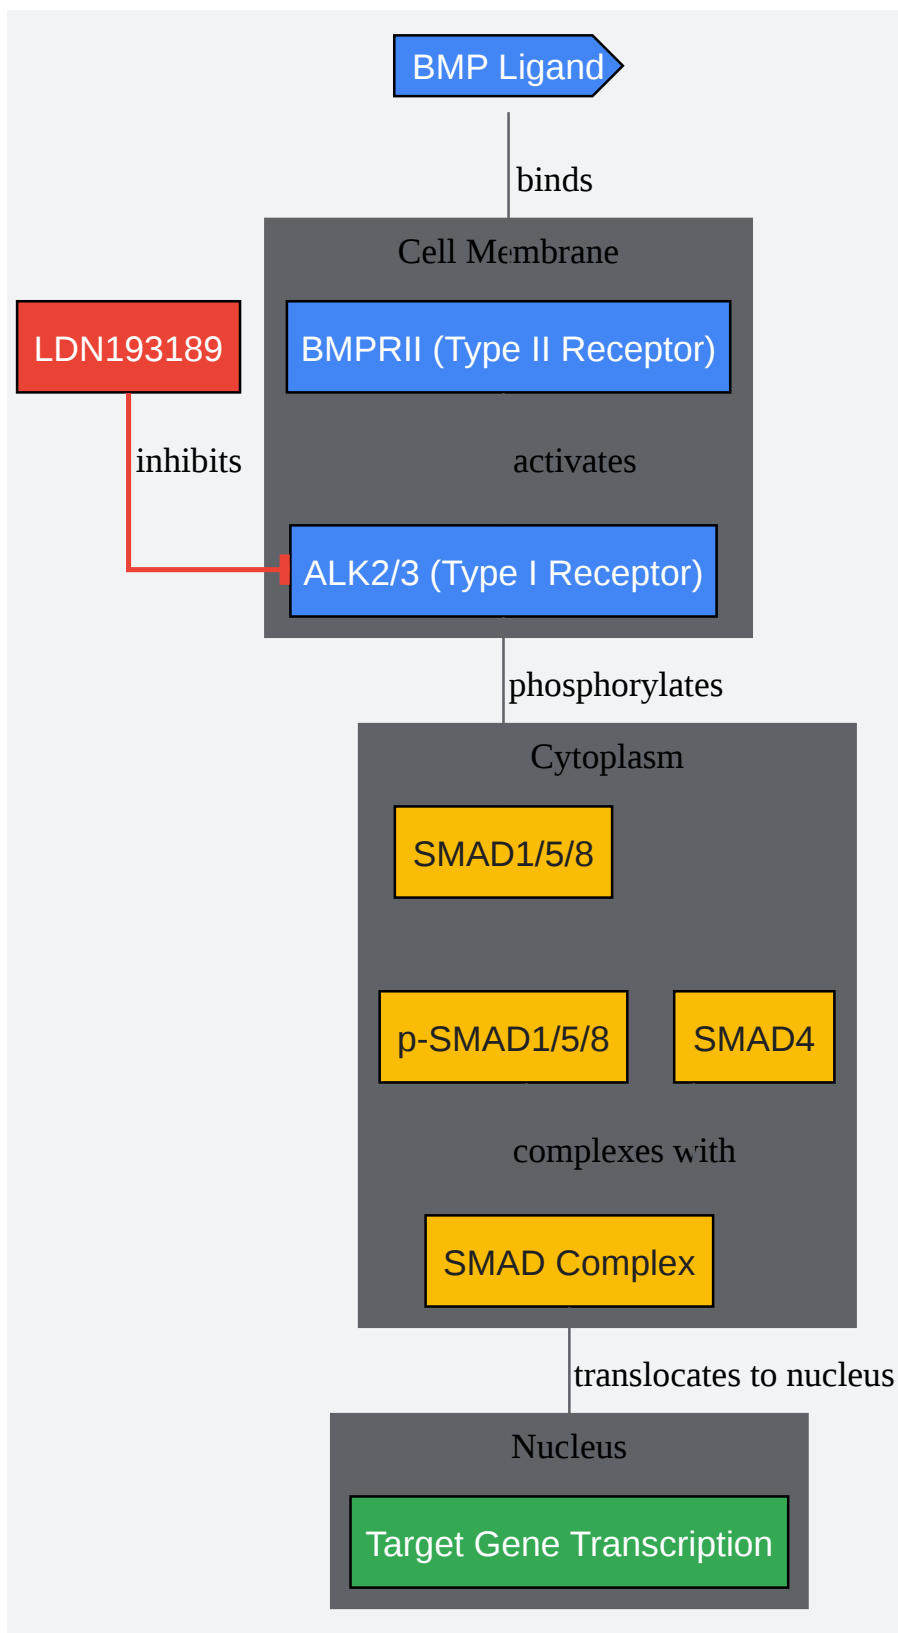 BMP Ligand
binds
Cell Membrane
LDN193189
BMPRII (Type II Receptor)
inhibits
activates
ALK2/3 (Type I Receptor)
phosphorylates
Cytoplasm
SMAD1/5/8
p-SMAD1/5/8
SMAD4
complexes with
SMAD Complex
translocates to nucleus
Nucleus
Target Gene Transcription